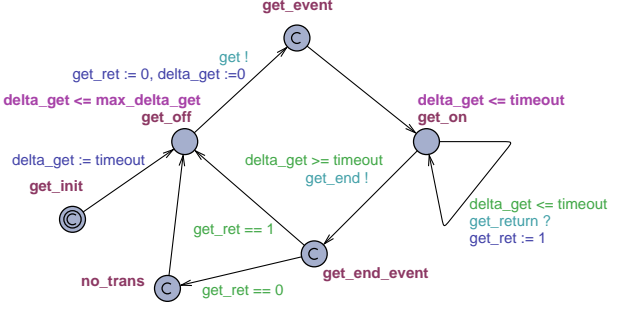 get_event
C
get !
get_ret := 0, delta_get :=0
delta_get <= max_delta_get
get_off
delta_get <= timeout
get_on
delta_get := timeout
get_init
C
delta_get >= timeout
get_end !
delta_get <= timeout
get_return ?
get_ret := 1
get_ret == 1
C
get_end_event
no_trans
C
get_ret == 0